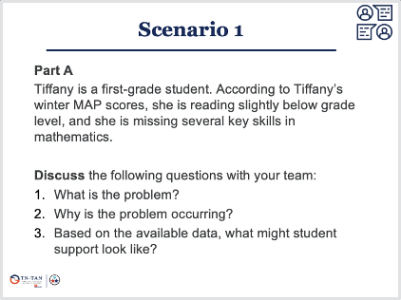 Scenario 1
Part A
Tiffany is a first-grade student. According to Tiffany's
winter MAP scores, she is reading slightly below grade
level, and she is missing several key skills in
mathematics.
Discuss the following questions with your team:
1. What is the problem?
2. Why is the problem occurring?
3. Based on the available data, what might student
support look like?
TN-TAN